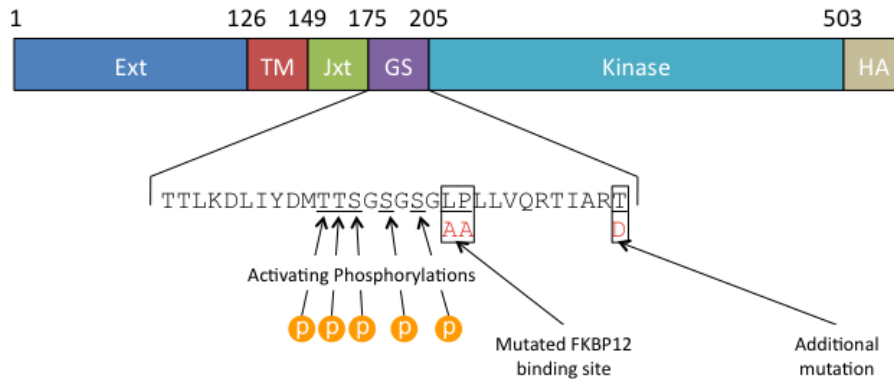 1 126 149 175 205 503
Ext TM Jxt GS Kinase HA
TTLKDLIYDMTTSGSGSGLPLLVQRTIART
AA D
Activating Phosphorylations
p p p p p
Mutated FKBP12 Additional
binding site mutation